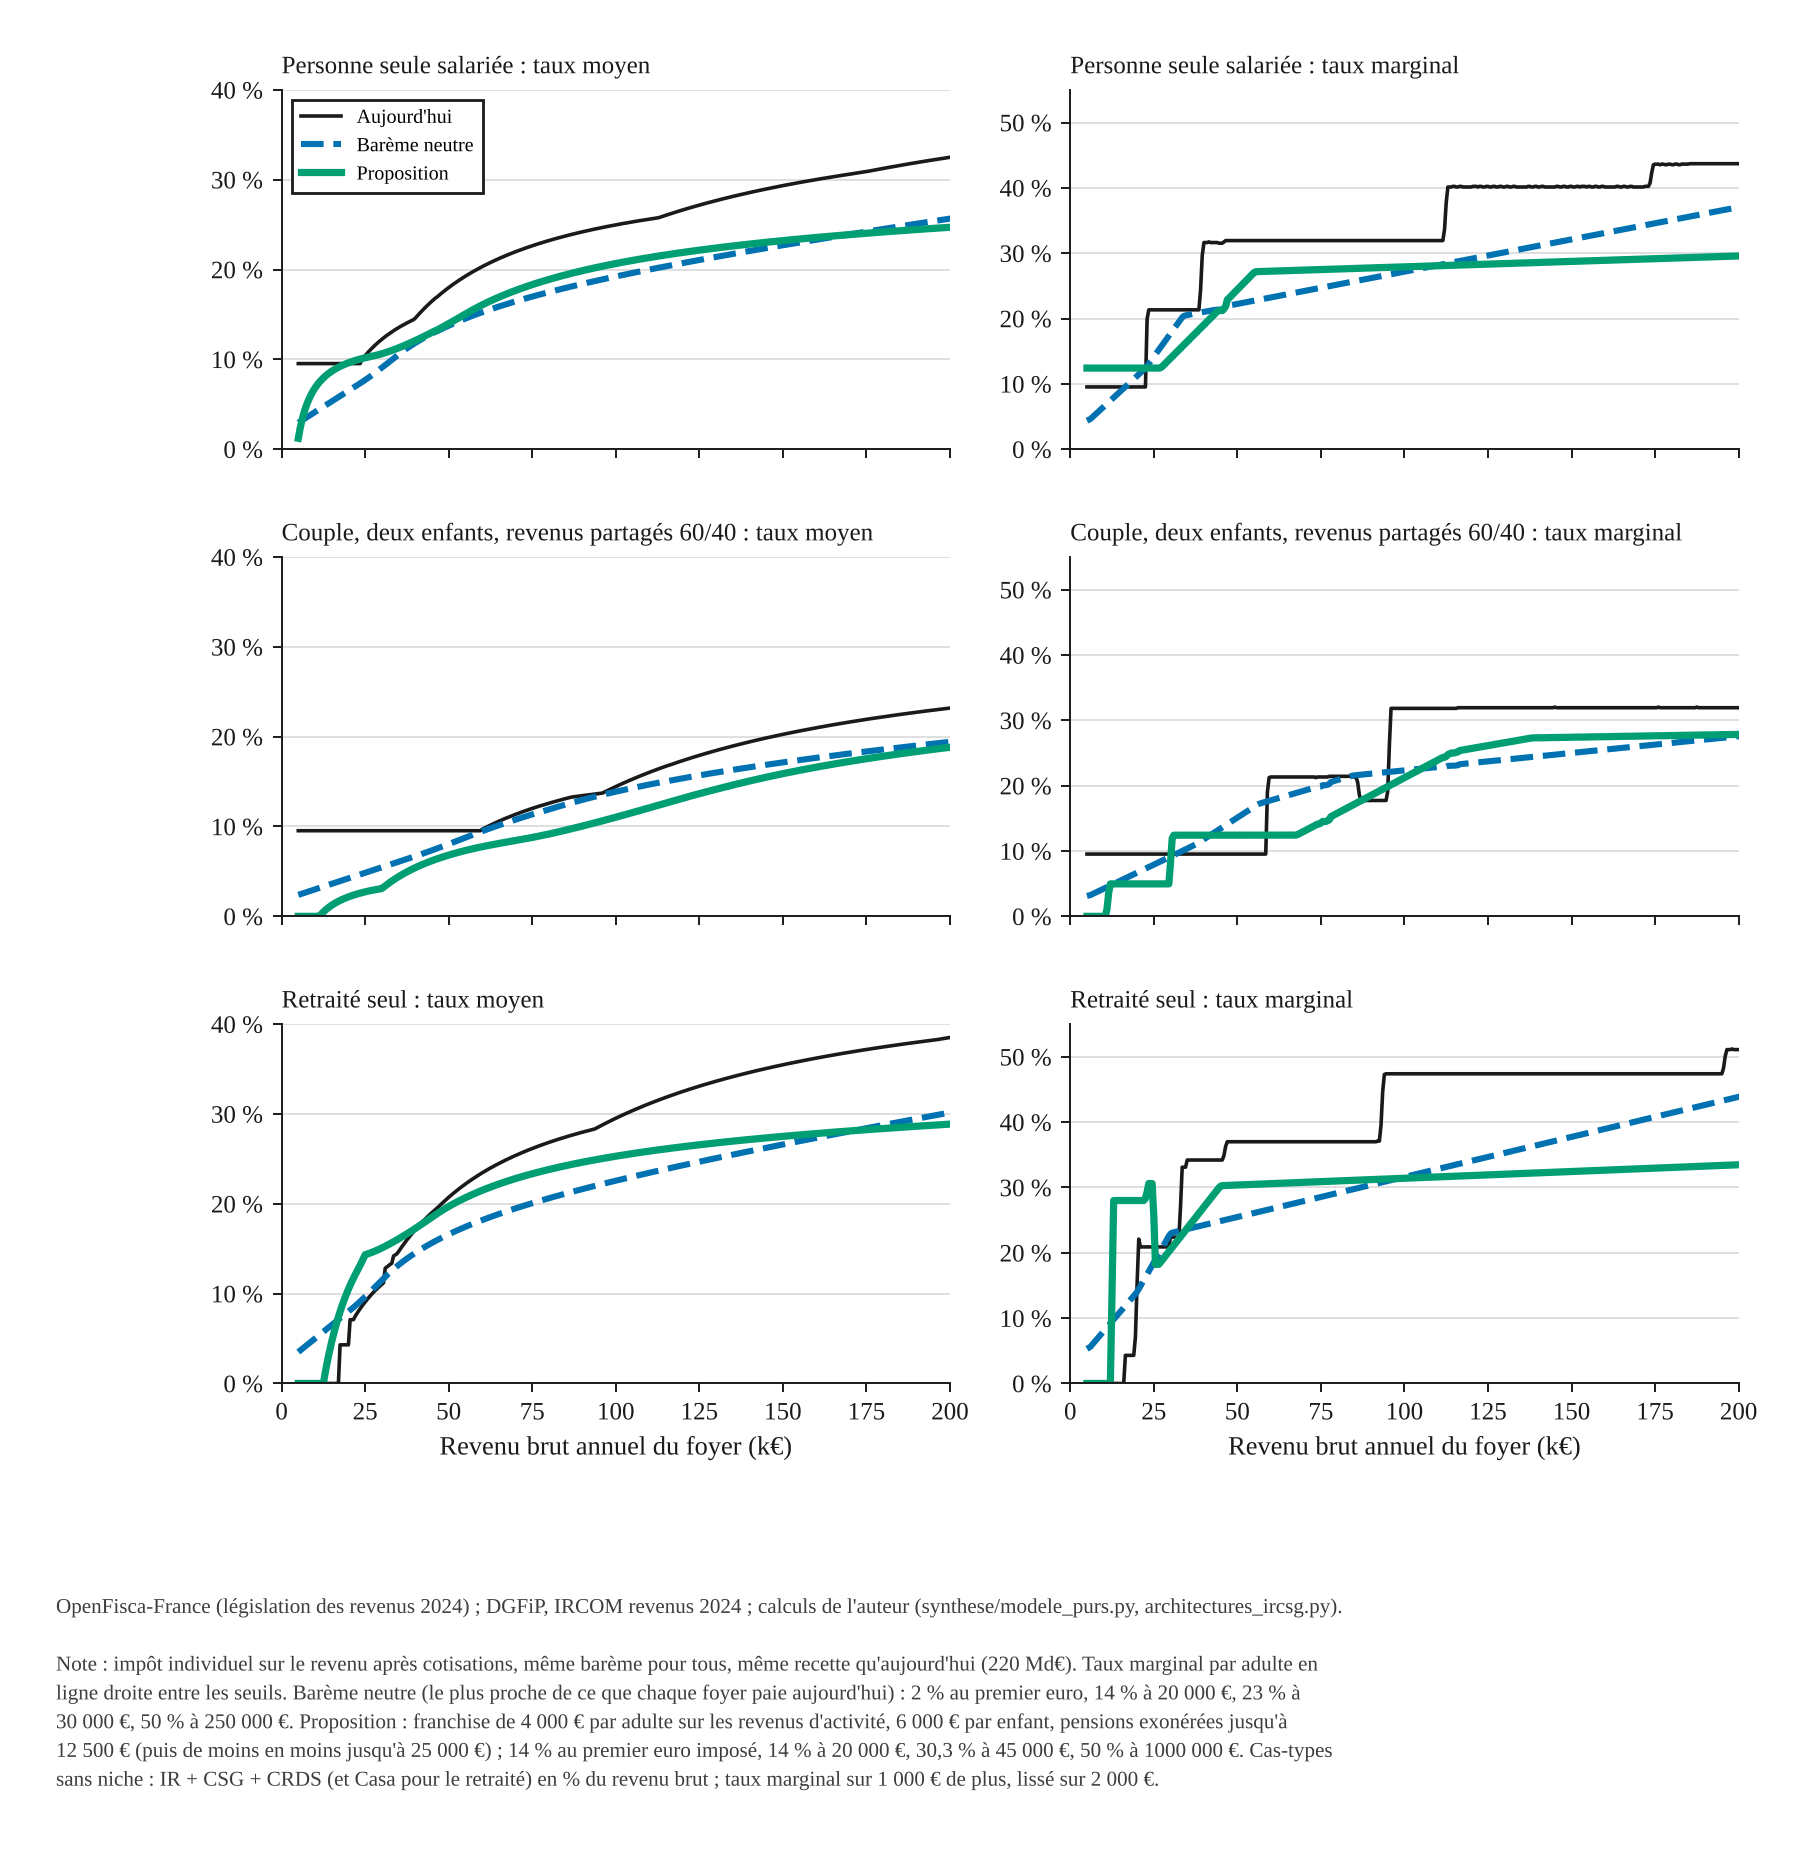 Personne seule salariée : taux moyen
40 %
30 %
20 %
10 %
0 %
Aujourd'hui
Barème neutre
Proposition
Personne seule salariée : taux marginal
50 %
40 %
30 %
20 %
10 %
0 %
Couple, deux enfants, revenus partagés 60/40 : taux moyen
40 %
30 %
20 %
10 %
0 %
Couple, deux enfants, revenus partagés 60/40 : taux marginal
50 %
40 %
30 %
20 %
10 %
0 %
Retraité seul : taux moyen
40 %
30 %
20 %
10 %
0 %
0 25 50 75 100 125 150 175 200
Revenu brut annuel du foyer (k€)
Retraité seul : taux marginal
50 %
40 %
30 %
20 %
10 %
0 %
0 25 50 75 100 125 150 175 200
Revenu brut annuel du foyer (k€)
OpenFisca-France (législation des revenus 2024) ; DGFiP, IRCOM revenus 2024 ; calculs de l'auteur (synthese/modele_purs.py, architectures_ircsg.py).
Note : impôt individuel sur le revenu après cotisations, même barème pour tous, même recette qu'aujourd'hui (220 Md€). Taux marginal par adulte en
ligne droite entre les seuils. Barème neutre (le plus proche de ce que chaque foyer paie aujourd'hui) : 2 % au premier euro, 14 % à 20 000 €, 23 % à
30 000 €, 50 % à 250 000 €. Proposition : franchise de 4 000 € par adulte sur les revenus d'activité, 6 000 € par enfant, pensions exonérées jusqu'à
12 500 € (puis de moins en moins jusqu'à 25 000 €) ; 14 % au premier euro imposé, 14 % à 20 000 €, 30,3 % à 45 000 €, 50 % à 1000 000 €. Cas-types
sans niche : IR + CSG + CRDS (et Casa pour le retraité) en % du revenu brut ; taux marginal sur 1 000 € de plus, lissé sur 2 000 €.